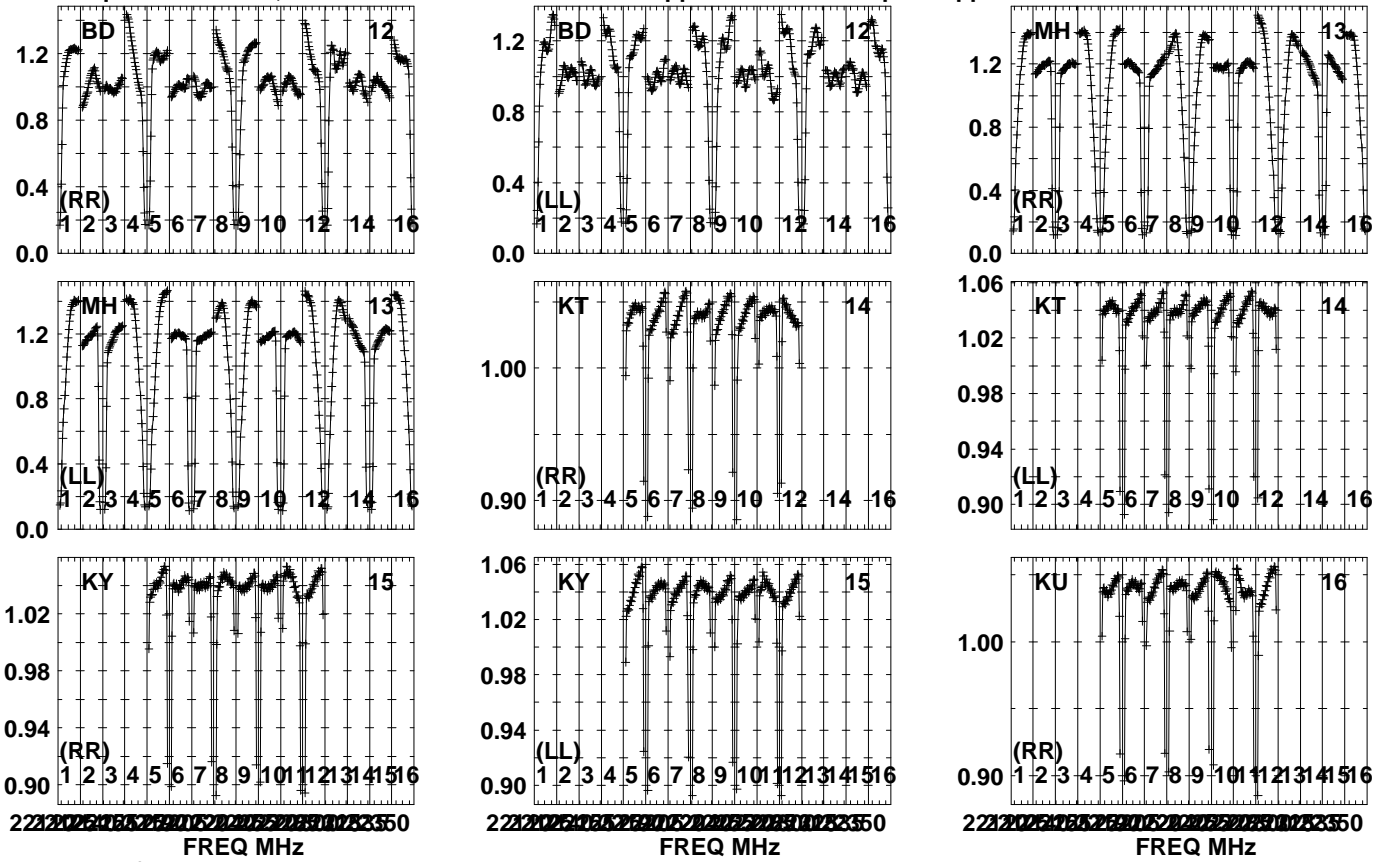 BD 12
1.2
0.8
0.4
0.0
(RR)
1 2 3 4 5 6 7 8 9 10 12 14 16
BD 12
1.2
0.8
0.4
0.0
(LL)
1 2 3 4 5 6 7 8 9 10 12 14 16
MH 13
1.2
0.8
0.4
0.0
(RR)
1 2 3 4 5 6 7 8 9 10 12 14 16
MH 13
1.2
0.8
0.4
0.0
(LL)
1 2 3 4 5 6 7 8 9 10 12 14 16
KT 14
1.00
0.90
(RR)
1 2 3 4 5 6 7 8 9 10 12 14 16
KT 14
1.06
1.02
0.98
0.94
0.90
(LL)
1 2 3 4 5 6 7 8 9 10 12 14 16
KY 15
1.02
0.98
0.94
0.90
(RR)
1 2 3 4 5 6 7 8 9 10 11 12 13 14 15 16
KY 15
1.06
1.02
0.98
0.94
0.90
(LL)
1 2 3 4 5 6 7 8 9 10 11 12 13 14 15 16
KU 16
1.00
0.90
(RR)
1 2 3 4 5 6 7 8 9 10 11 12 13 14 15 16
FREQ MHz
FREQ MHz
FREQ MHz